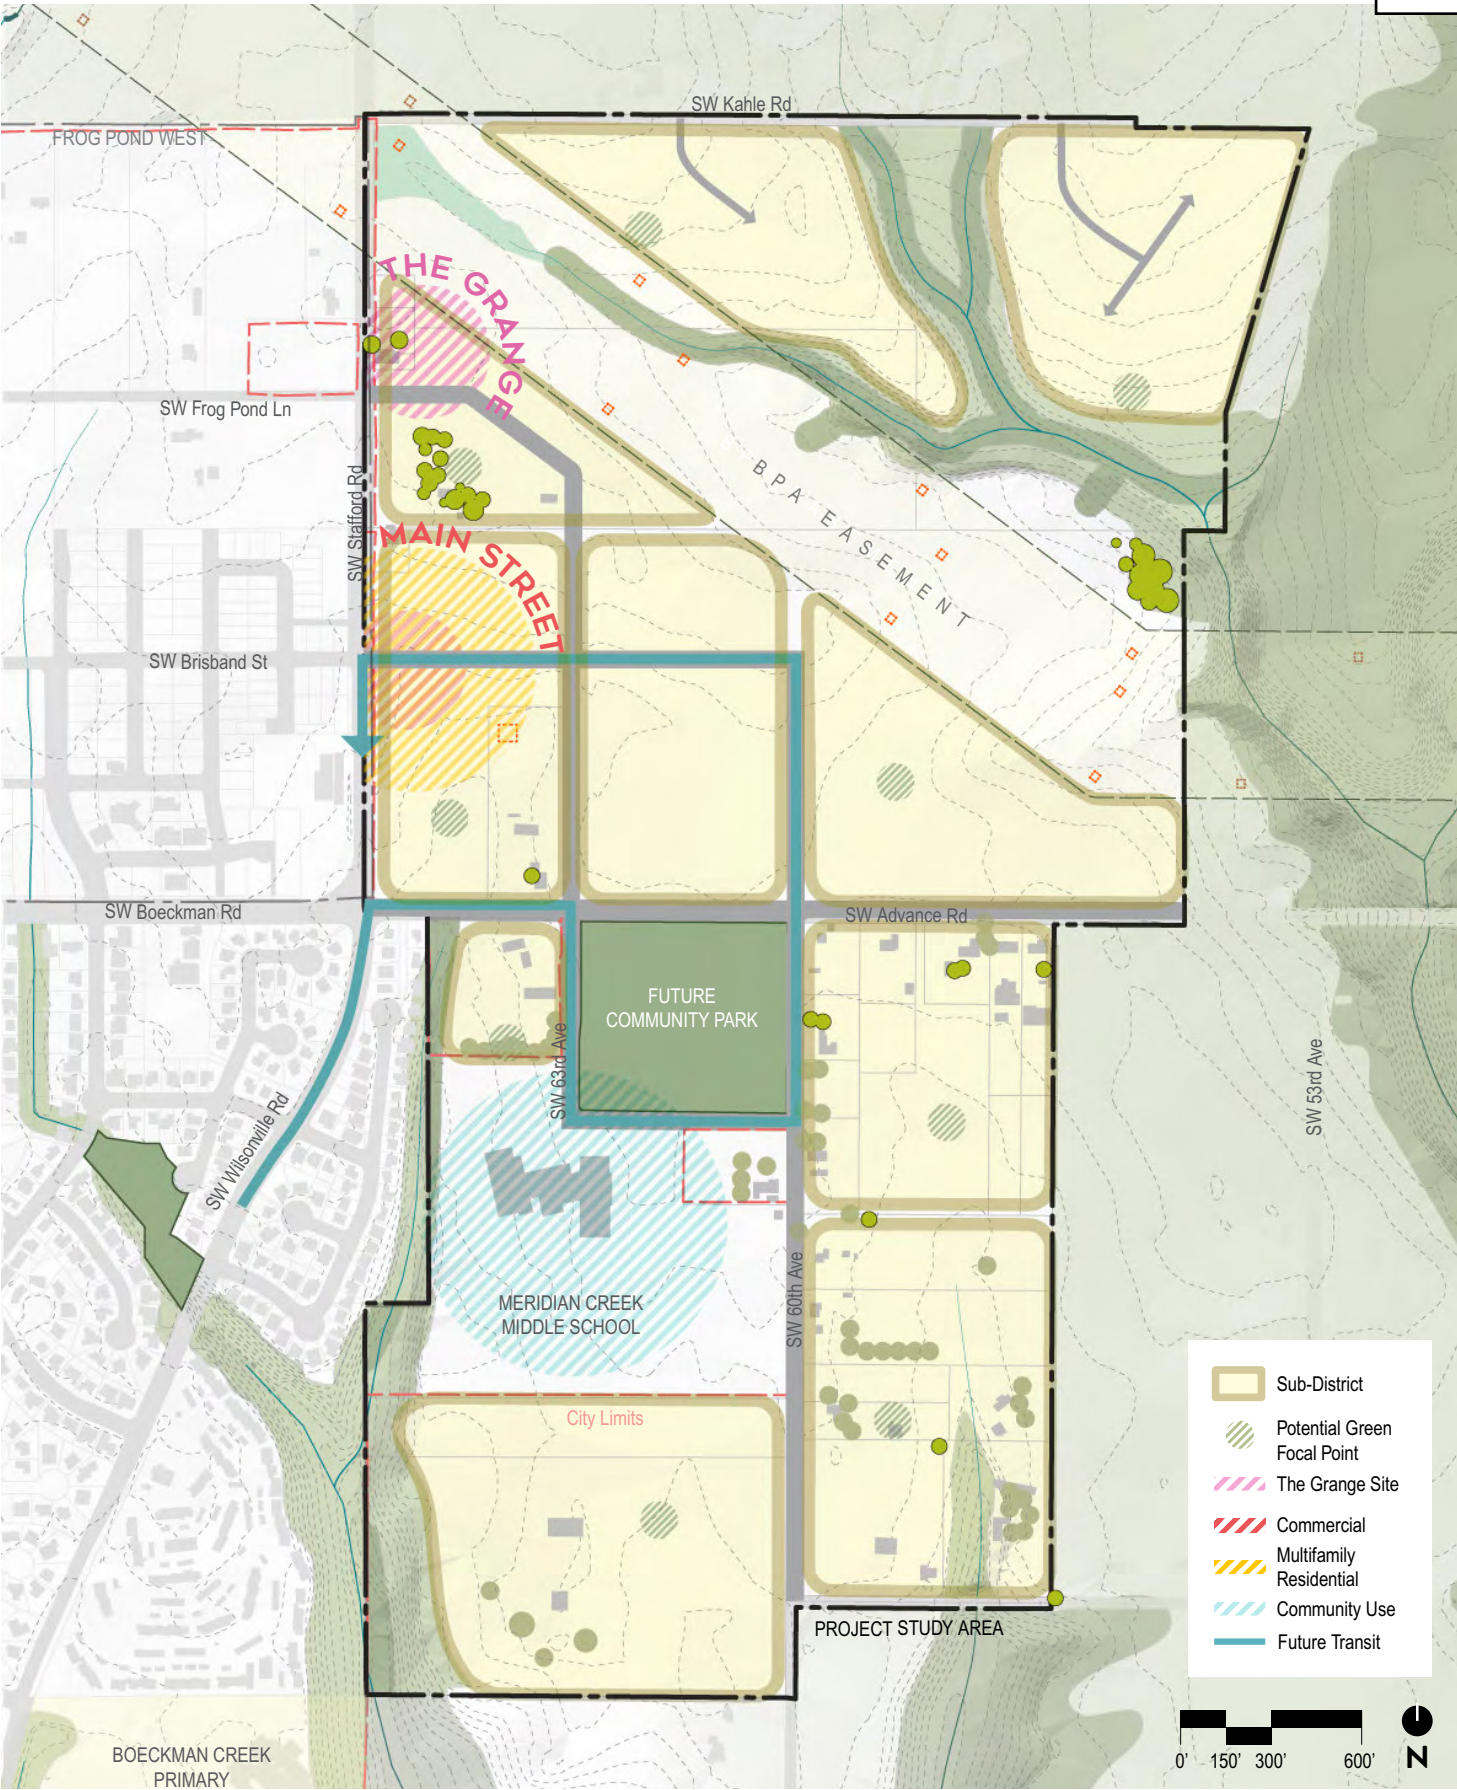 SW Kahle Rd
FROG POND WEST
THE GRANGE
SW Frog Pond Ln
SW Stafford Rd
BPA EASEMENT
MAIN STREET
SW Brisband St
SW Boeckman Rd
SW Advance Rd
FUTURE
COMMUNITY PARK
SW 63rd Ave
SW 53rd Ave
SW Wilsonville Rd
SW 60th Ave
MERIDIAN CREEK
MIDDLE SCHOOL
City Limits
PROJECT STUDY AREA
BOECKMAN CREEK
PRIMARY
Sub-District
Potential Green
Focal Point
The Grange Site
Commercial
Multifamily
Residential
Community Use
Future Transit
0' 150' 300' 600'
N